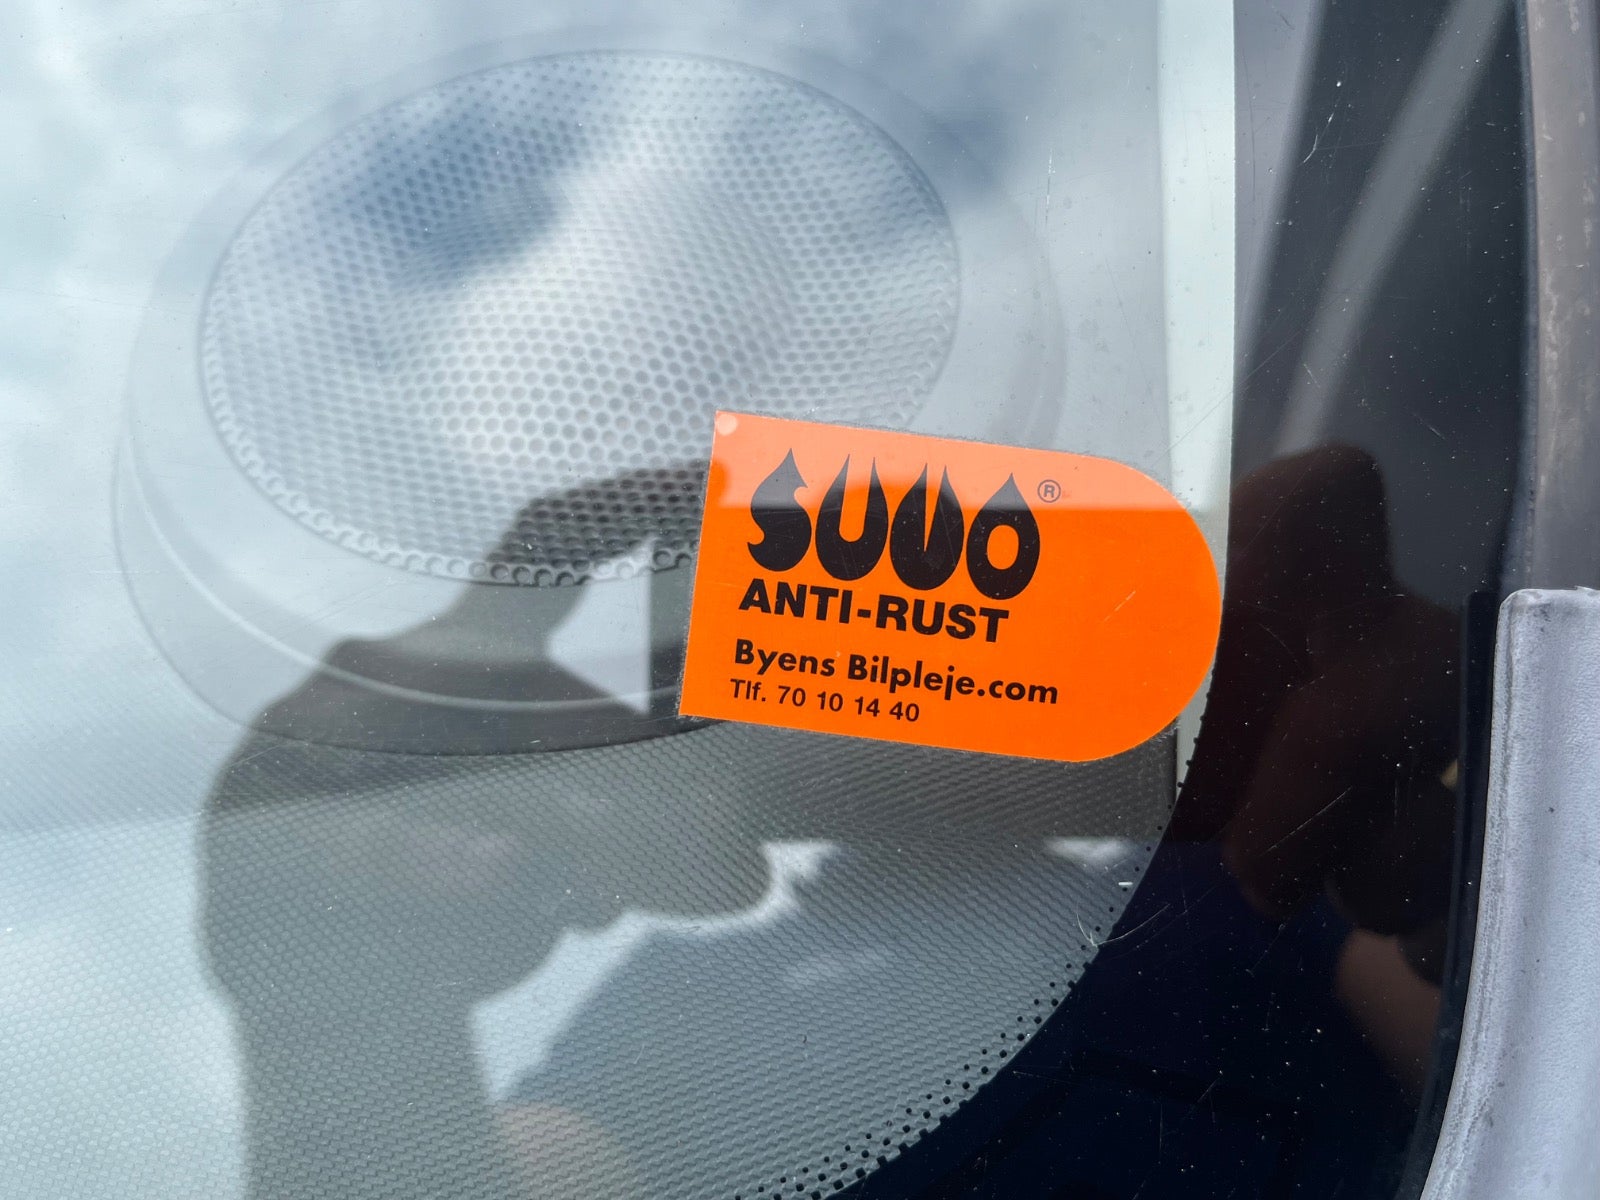 SUVO®
ANTI-RUST
Byens Bilpleje.com
Tlf. 70 10 14 40